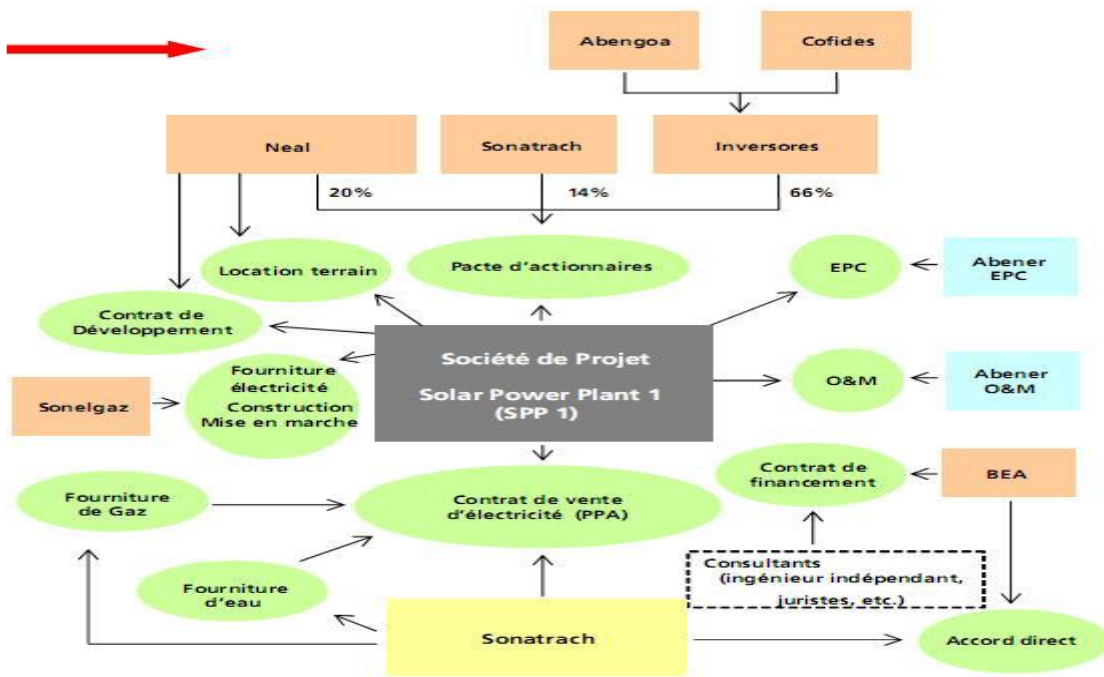 Abengoa
Cofides
Neal
Sonatrach
Inversores
20%
14%
66%
Location terrain
Pacte d'actionnaires
EPC
Abener
EPC
Contrat de
Développement
Société de Projet
Solar Power Plant 1
(SPP 1)
Fourniture
électricité
Construction
Mise en marche
Sonelgaz
O&M
Abener
O&M
Fourniture
de Gaz
Contrat de vente
d'électricité (PPA)
Contrat de
financement
BEA
Consultants
(ingénieur indépendant,
juristes, etc.)
Fourniture
d'eau
Sonatrach
Accord direct